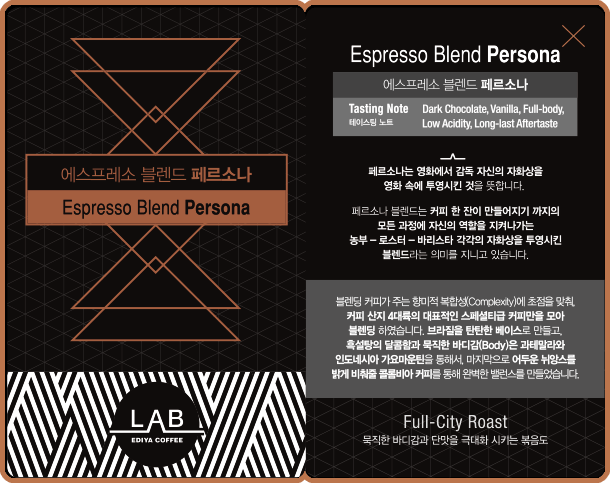 에스프레소 블렌드 페르소나
Espresso Blend Persona
LAB
EDIYA COFFEE
Espresso Blend Persona
에스프레소 블렌드 페르소나
Tasting Note
테이스팅 노트
Dark Chocolate, Vanilla, Full-body,
Low Acidity, Long-last Aftertaste
페르소나는 영화에서 감독 자신의 자화상을
영화 속에 투영시킨 것을 뜻합니다.
페르소나 블렌드는 커피 한 잔이 만들어지기 까지의
모든 과정에 자신의 역할을 지켜나가는
농부 – 로스터 – 바리스타 각각의 자화상을 투영시킨
블렌드라는 의미를 지니고 있습니다.
블렌딩 커피가 주는 향미적 복합성(Complexity)에 초점을 맞춰,
커피 산지 4대륙의 대표적인 스페셜티급 커피만을 모아
블렌딩 하였습니다. 브라질을 탄탄한 베이스로 만들고,
흑설탕의 달콤함과 묵직한 바디감(Body)은 과테말라와
인도네시아 가요마운틴을 통해서, 마지막으로 어두운 뉘앙스를
밝게 비춰줄 콜롬비아 커피를 통해 완벽한 밸런스를 만들었습니다.
Full-City Roast
묵직한 바디감과 단맛을 극대화 시키는 볶음도